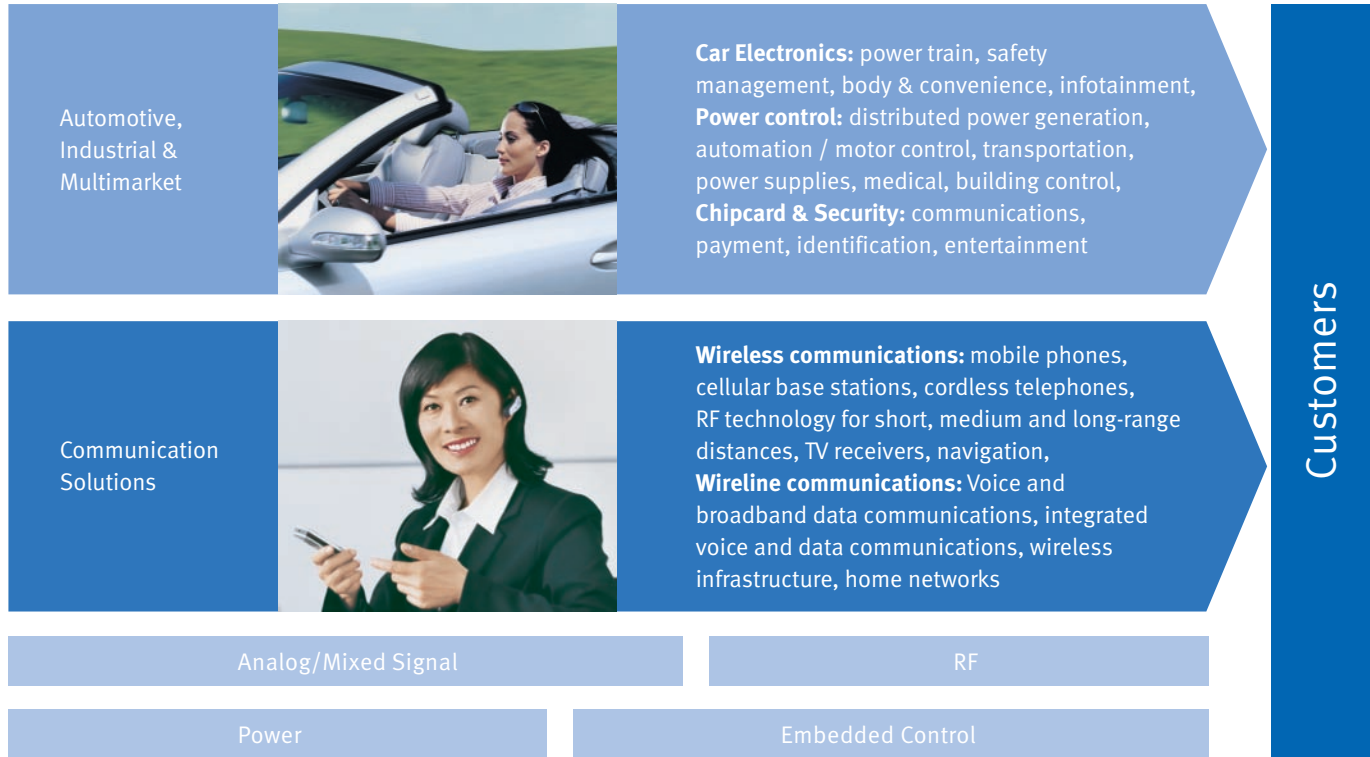 Automotive,
Industrial &
Multimarket
Car Electronics: power train, safety
management, body & convenience, infotainment,
Power control: distributed power generation,
automation / motor control, transportation,
power supplies, medical, building control,
Chipcard & Security: communications,
payment, identification, entertainment
Communication
Solutions
Wireless communications: mobile phones,
cellular base stations, cordless telephones,
RF technology for short, medium and long-range
distances, TV receivers, navigation,
Wireline communications: Voice and
broadband data communications, integrated
voice and data communications, wireless
infrastructure, home networks
Customers
Analog/Mixed Signal
RF
Power
Embedded Control